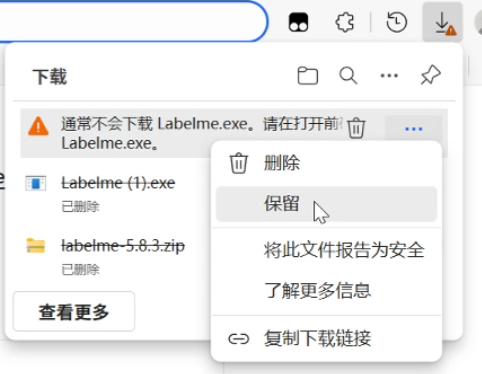 下载
通常不会下载 Labelme.exe。请在打开前
Labelme.exe。
删除
Labelme (1).exe
已删除
保留
labelme-5.8.3.zip
已删除
将此文件报告为安全
了解更多信息
查看更多
复制下载链接